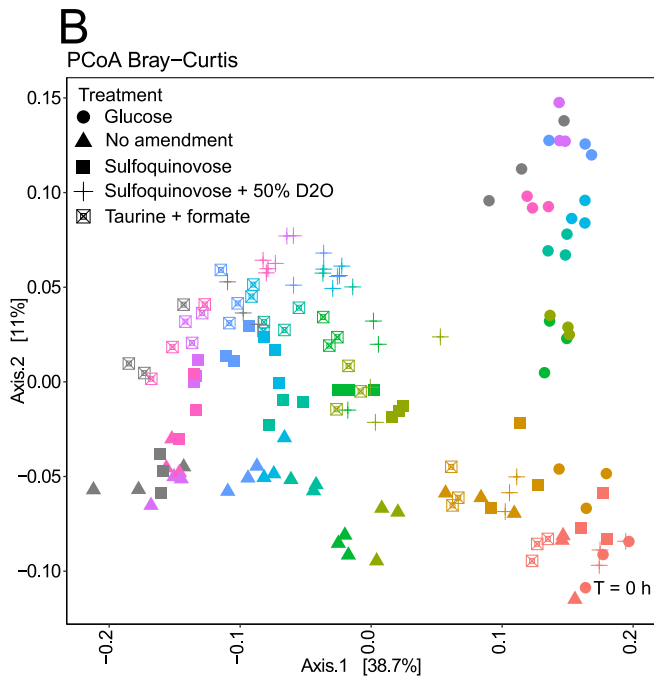 B
PCoA Bray−Curtis
Treatment
Glucose
No amendment
Sulfoquinovose
Sulfoquinovose + 50% D2O
Taurine + formate
0.15
0.10
0.05
0.00
−0.05
−0.10
T = 0 h
−0.2
−0.1
0.0
0.1
0.2
Axis.2 [11%]
Axis.1 [38.7%]